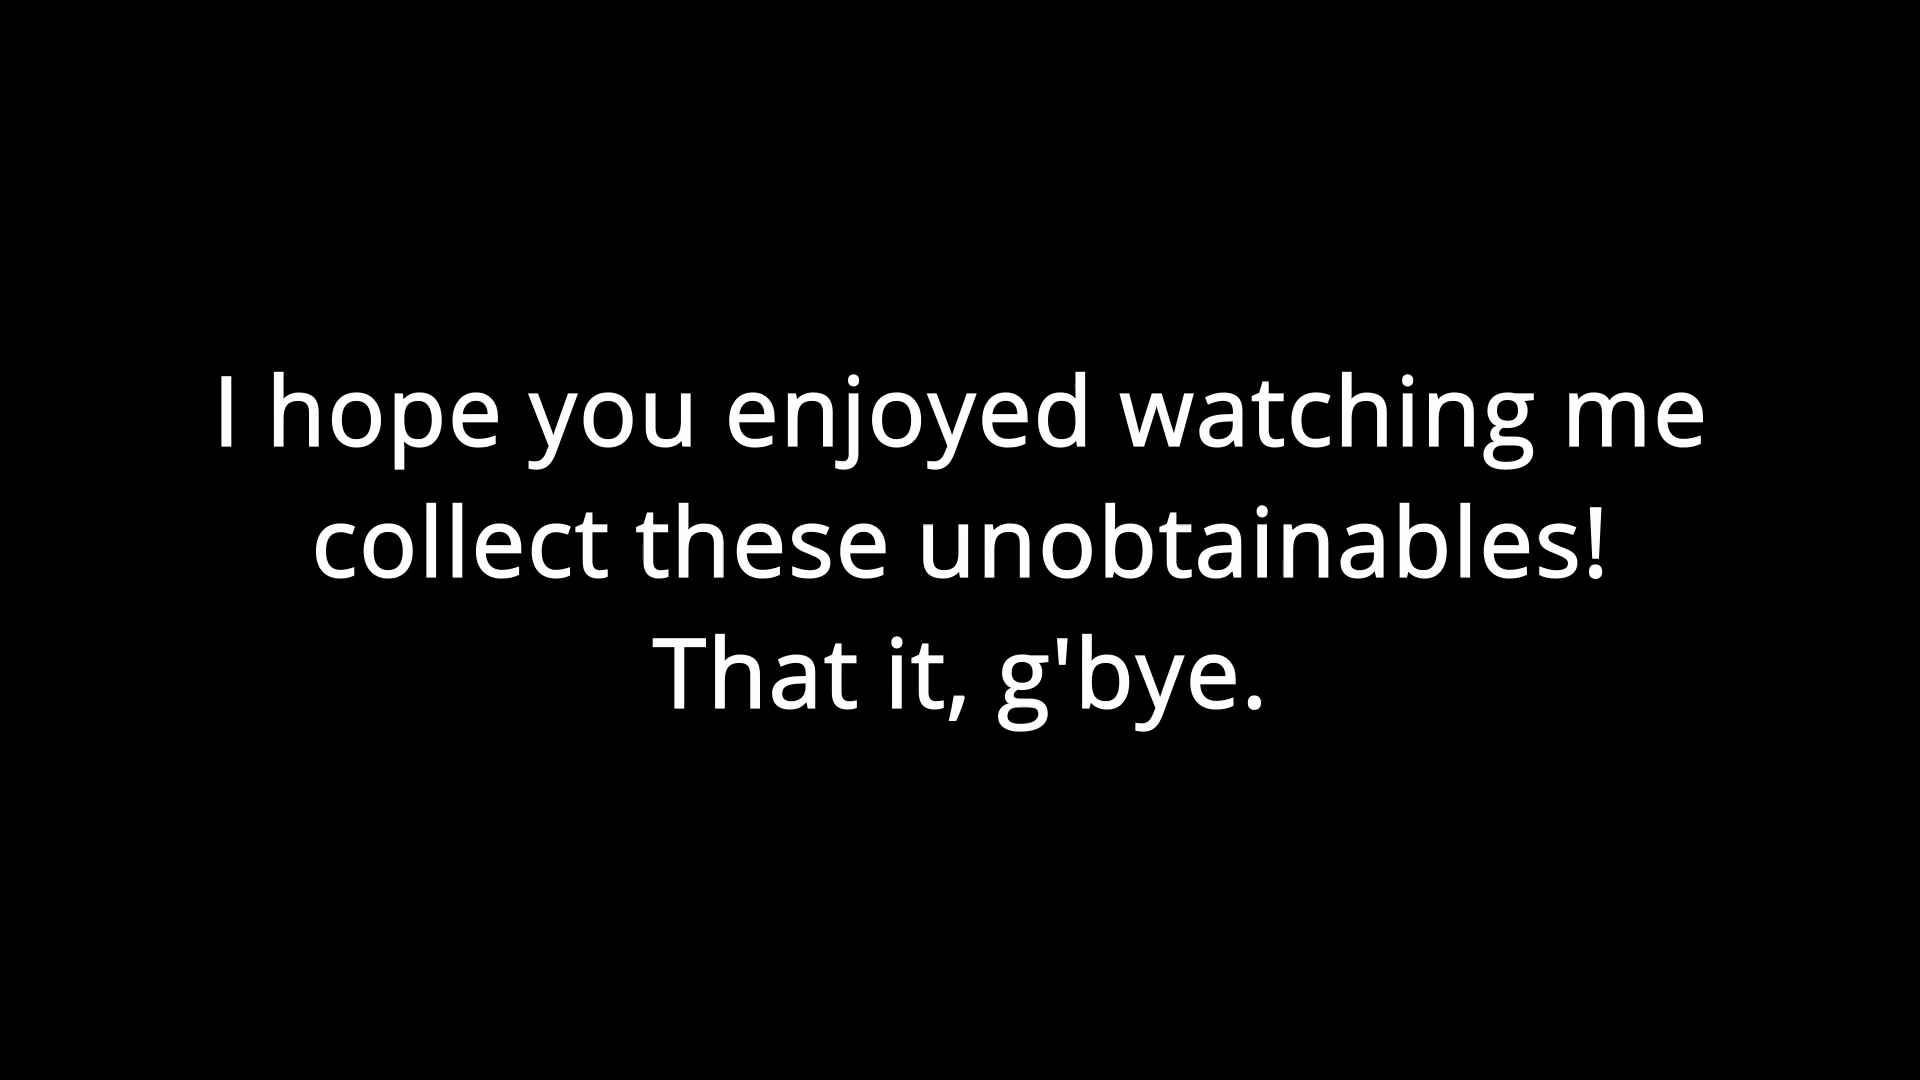 I hope you enjoyed watching me
collect these unobtainables!
That it, g'bye.